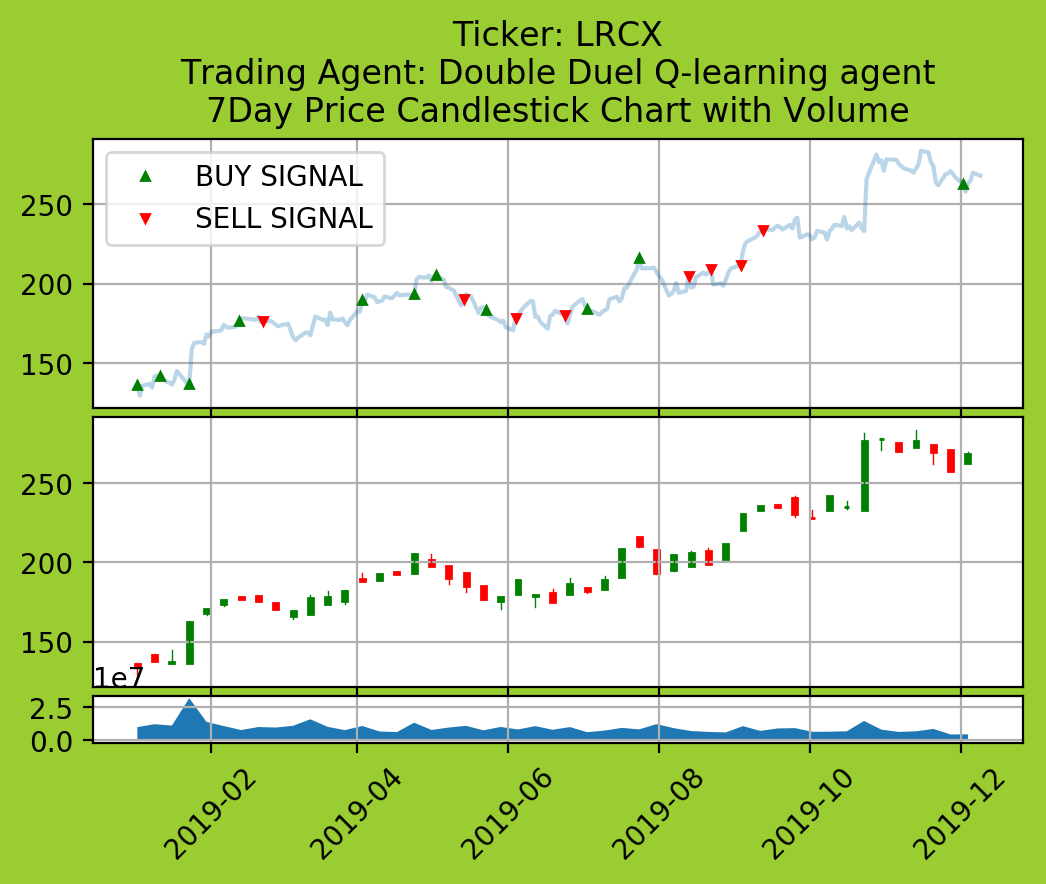 Ticker: LRCX
Trading Agent: Double Duel Q-learning agent
7Day Price Candlestick Chart with Volume
BUY SIGNAL
SELL SIGNAL
250
200
150
250
200
150
1e7
2.5
0.0
2019-02
2019-04
2019-06
2019-08
2019-10
2019-12